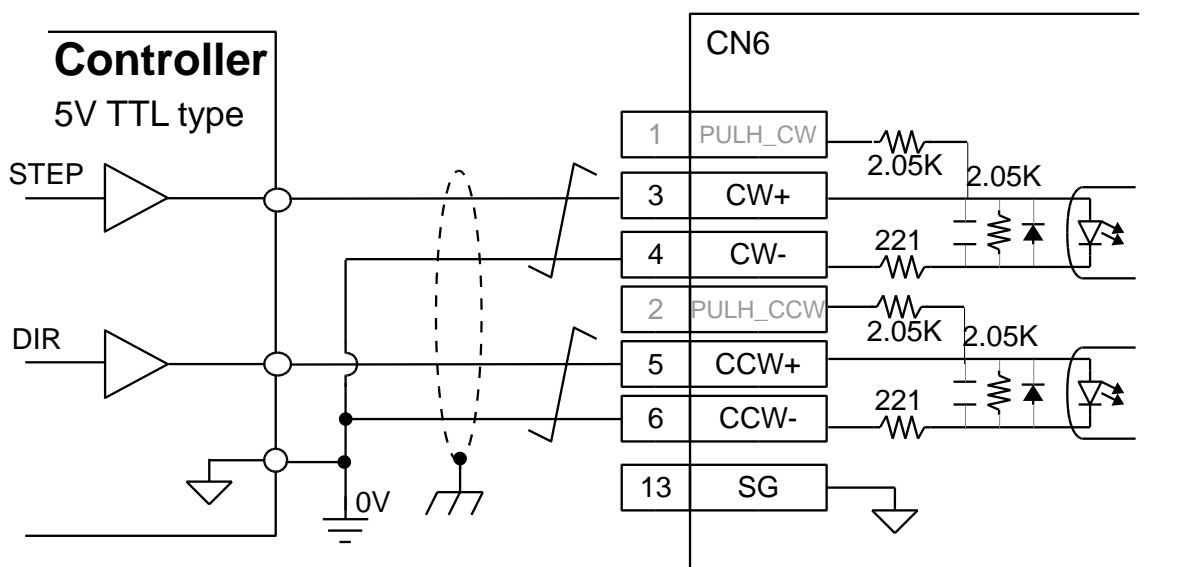 Controller
5V TTL type
CN6
STEP
1 PULH_CW
2.05K
2.05K
3 CW+
4 CW-
221
2 PULH_CCW
2.05K
2.05K
DIR
5 CCW+
6 CCW-
221
13 SG
0V